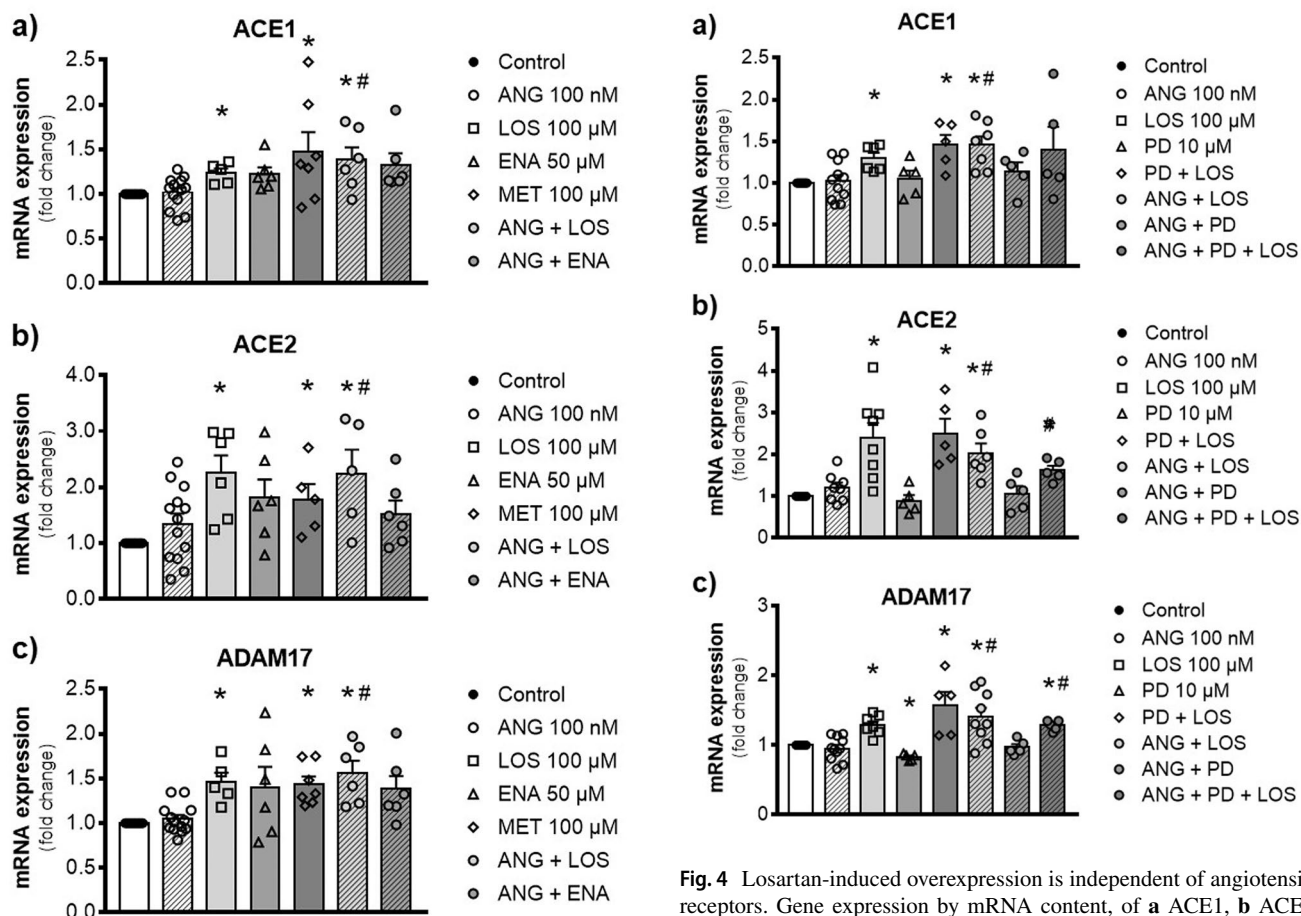 a)
ACE1
mRNA expression
(fold change)
2.5
2.0
1.5
1.0
0.5
0.0
*
*
* #
Control
ANG 100 nM
LOS 100 µM
ENA 50 µM
MET 100 µM
ANG + LOS
ANG + ENA
b)
ACE2
mRNA expression
(fold change)
4.0
3.0
2.0
1.0
0.0
*
*
* #
Control
ANG 100 nM
LOS 100 µM
ENA 50 µM
MET 100 µM
ANG + LOS
ANG + ENA
c)
ADAM17
mRNA expression
(fold change)
2.5
2.0
1.5
1.0
0.5
0.0
*
*
* #
Control
ANG 100 nM
LOS 100 µM
ENA 50 µM
MET 100 µM
ANG + LOS
ANG + ENA
a)
ACE1
mRNA expression
(fold change)
2.5
2.0
1.5
1.0
0.5
0.0
*
*
* #
Control
ANG 100 nM
LOS 100 µM
PD 10 µM
PD + LOS
ANG + LOS
ANG + PD
ANG + PD + LOS
b)
ACE2
mRNA expression
(fold change)
5
4
3
2
1
0
*
*
* #
#
Control
ANG 100 nM
LOS 100 µM
PD 10 µM
PD + LOS
ANG + LOS
ANG + PD
ANG + PD + LOS
c)
ADAM17
mRNA expression
(fold change)
3
2
1
0
*
*
*
* #
* #
Control
ANG 100 nM
LOS 100 µM
PD 10 µM
PD + LOS
ANG + LOS
ANG + PD
ANG + PD + LOS
Fig. 4 Losartan-induced overexpression is independent of angiotensi
receptors. Gene expression by mRNA content, of a ACE1, b ACE